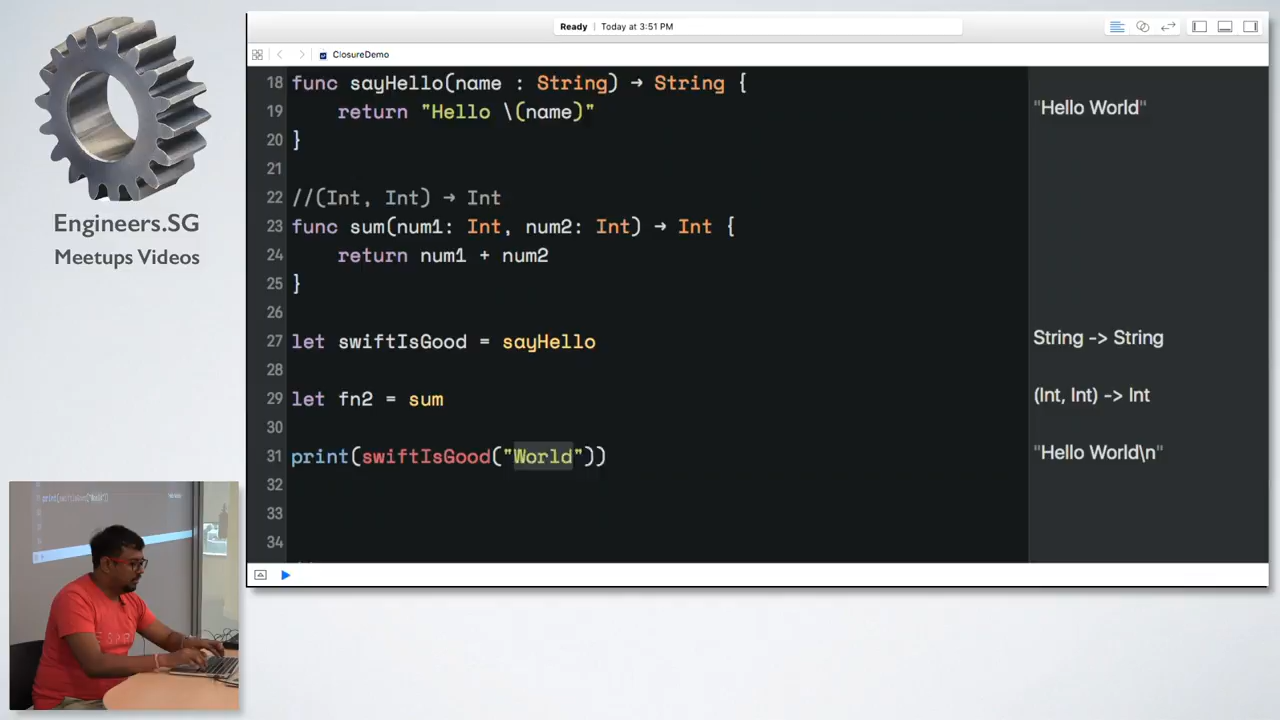 Ready | Today at 3:51 PM
ClosureDemo
18 func sayHello(name : String) → String {
19 return "Hello \(name)"
20 }
21
22 //(Int, Int) → Int
23 func sum(num1: Int, num2: Int) → Int {
24 return num1 + num2
25 }
26
27 let swiftIsGood = sayHello
28
29 let fn2 = sum
30
31 print(swiftIsGood("World"))
32
33
34
"Hello World"
String -> String
(Int, Int) -> Int
"Hello World\n"
Engineers.SG
Meetups Videos